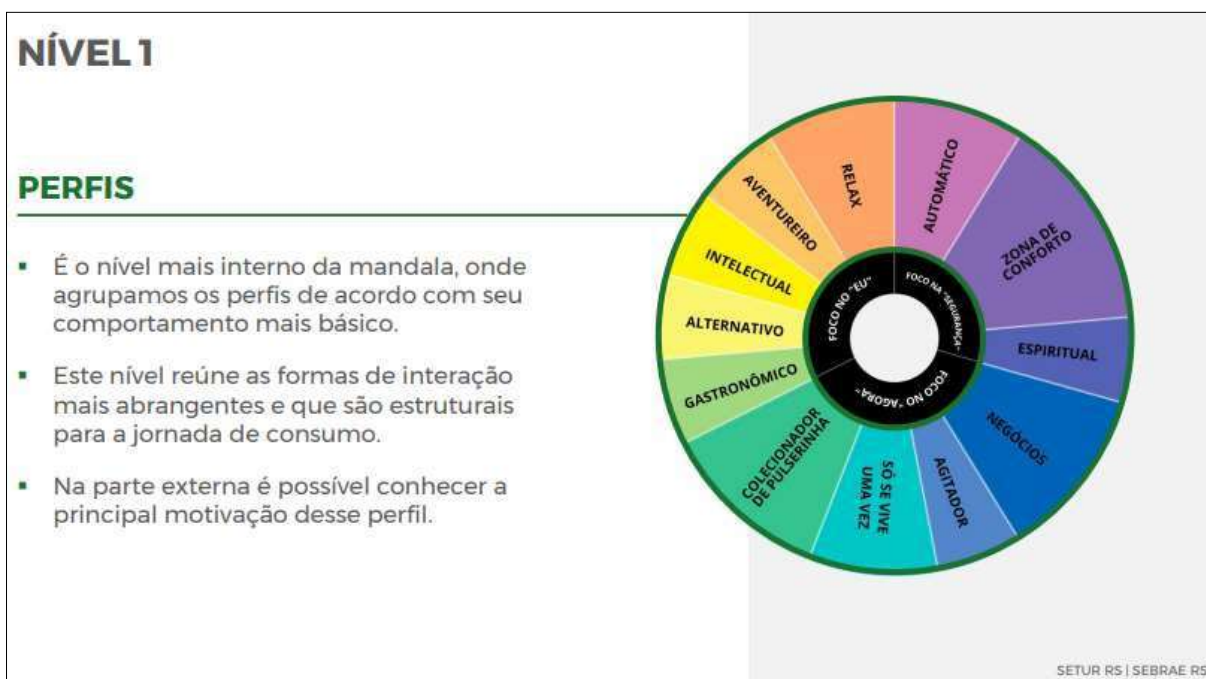 NÍVEL 1
PERFIS
▪ É o nível mais interno da mandala, onde
agrupamos os perfis de acordo com seu
comportamento mais básico.
▪ Este nível reúne as formas de interação
mais abrangentes e que são estruturais
para a jornada de consumo.
▪ Na parte externa é possível conhecer a
principal motivação desse perfil.
AUTOMÁTICO
ZONA DE
CONFORTO
ESPIRITUAL
NEGÓCIOS
AGITADOR
SÓ SE VIVE
UMA VEZ
COLECIONADOR
DE PULSERINHA
GASTRONÔMICO
ALTERNATIVO
INTELECTUAL
AVENTUREIRO
RELAX
FOCO NO "EU"
FOCO NA "SEGURANÇA"
FOCO NO "AGORA"
SETUR RS | SEBRAE RS